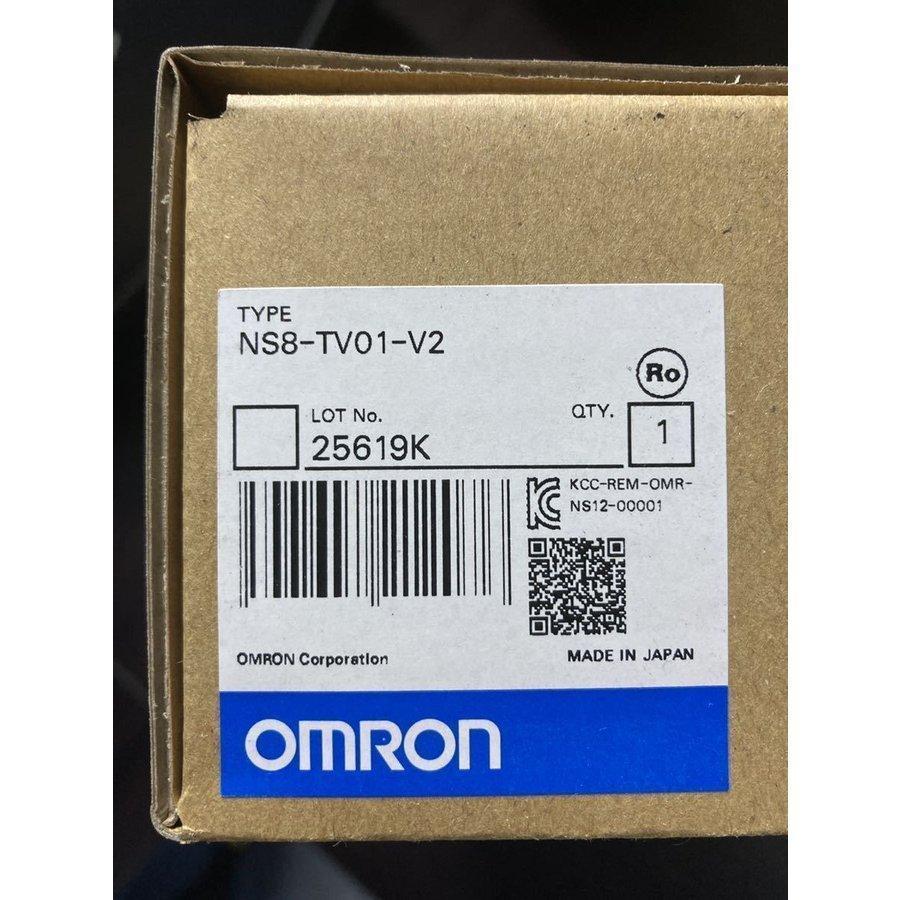 TYPE
NS8-TV01-V2
Ro
LOT No.
25619K
QTY.
1
KCC-REM-OMR-
NS12-00001
OMRON Corporation
MADE IN JAPAN
OMRON